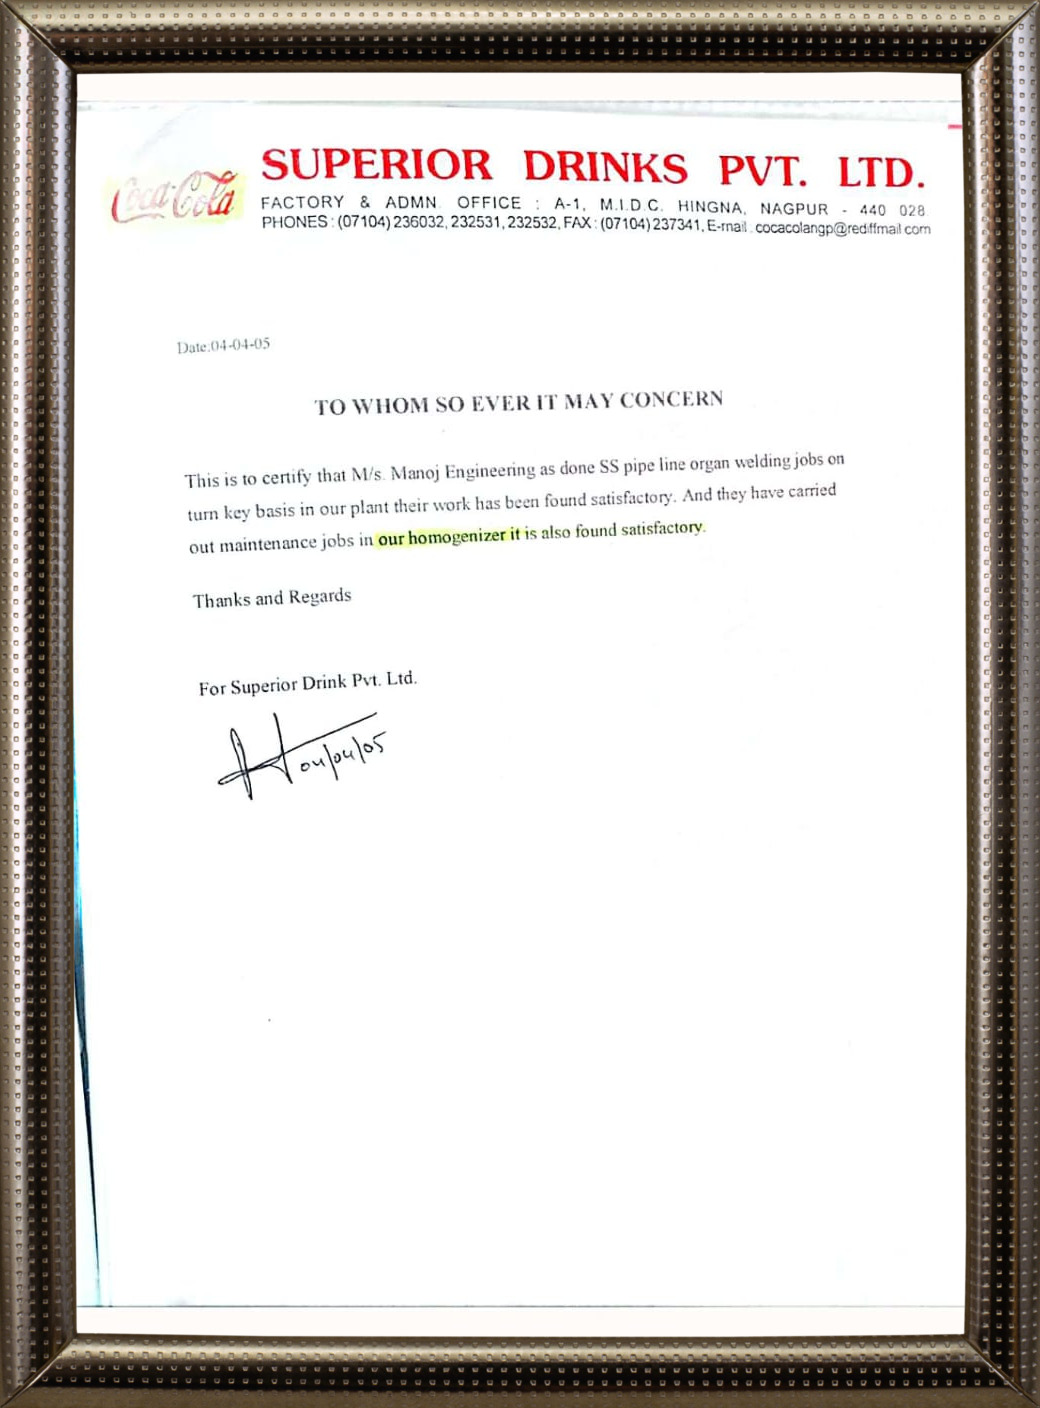 Coca-Cola
SUPERIOR DRINKS PVT. LTD.
FACTORY & ADMN. OFFICE : A-1, M.I.D.C. HINGNA, NAGPUR - 440 028
PHONES : (07104) 236032, 232531, 232532, FAX : (07104) 237341, E-mail : cocacolangp@rediffmail.com
Date:04-04-05
TO WHOM SO EVER IT MAY CONCERN
This is to certify that M/s. Manoj Engineering as done SS pipe line organ welding jobs on
turn key basis in our plant their work has been found satisfactory. And they have carried
out maintenance jobs in our homogenizer it is also found satisfactory.
Thanks and Regards
For Superior Drink Pvt. Ltd.
04/04/05